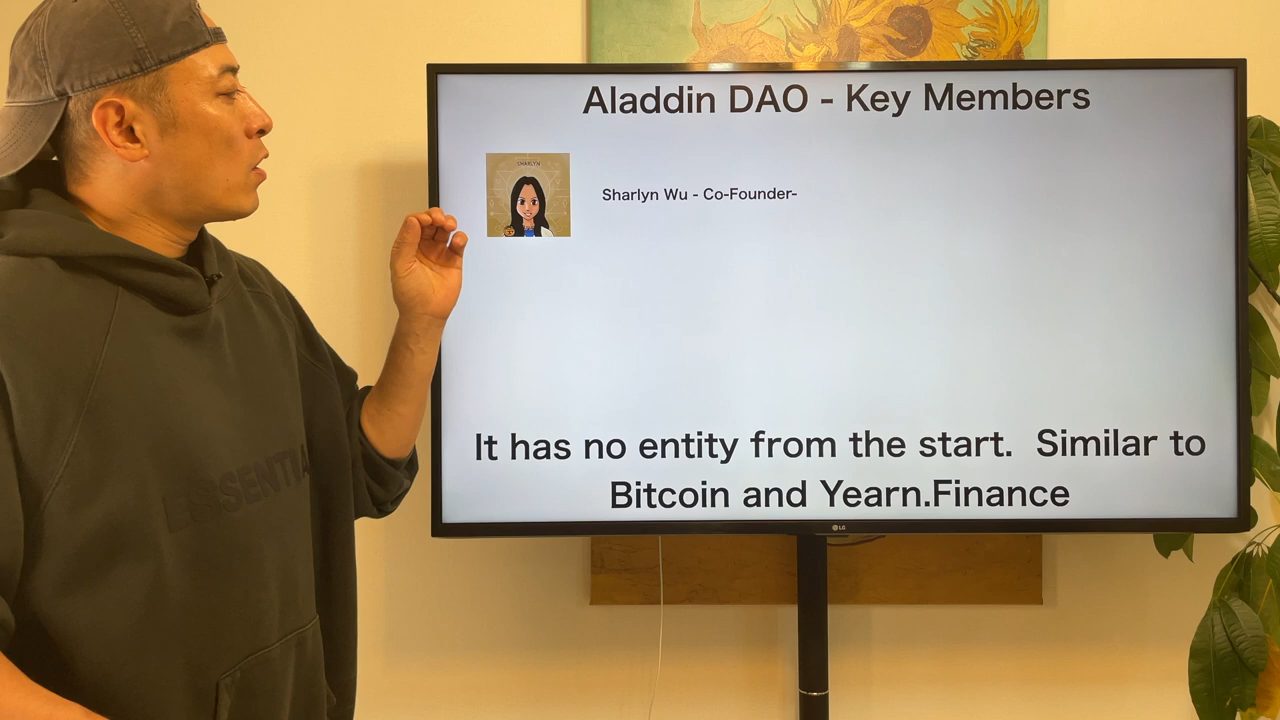 Aladdin DAO - Key Members
SHARLYN
Sharlyn Wu - Co-Founder-
It has no entity from the start. Similar to
Bitcoin and Yearn.Finance
LG
ESSENTIA